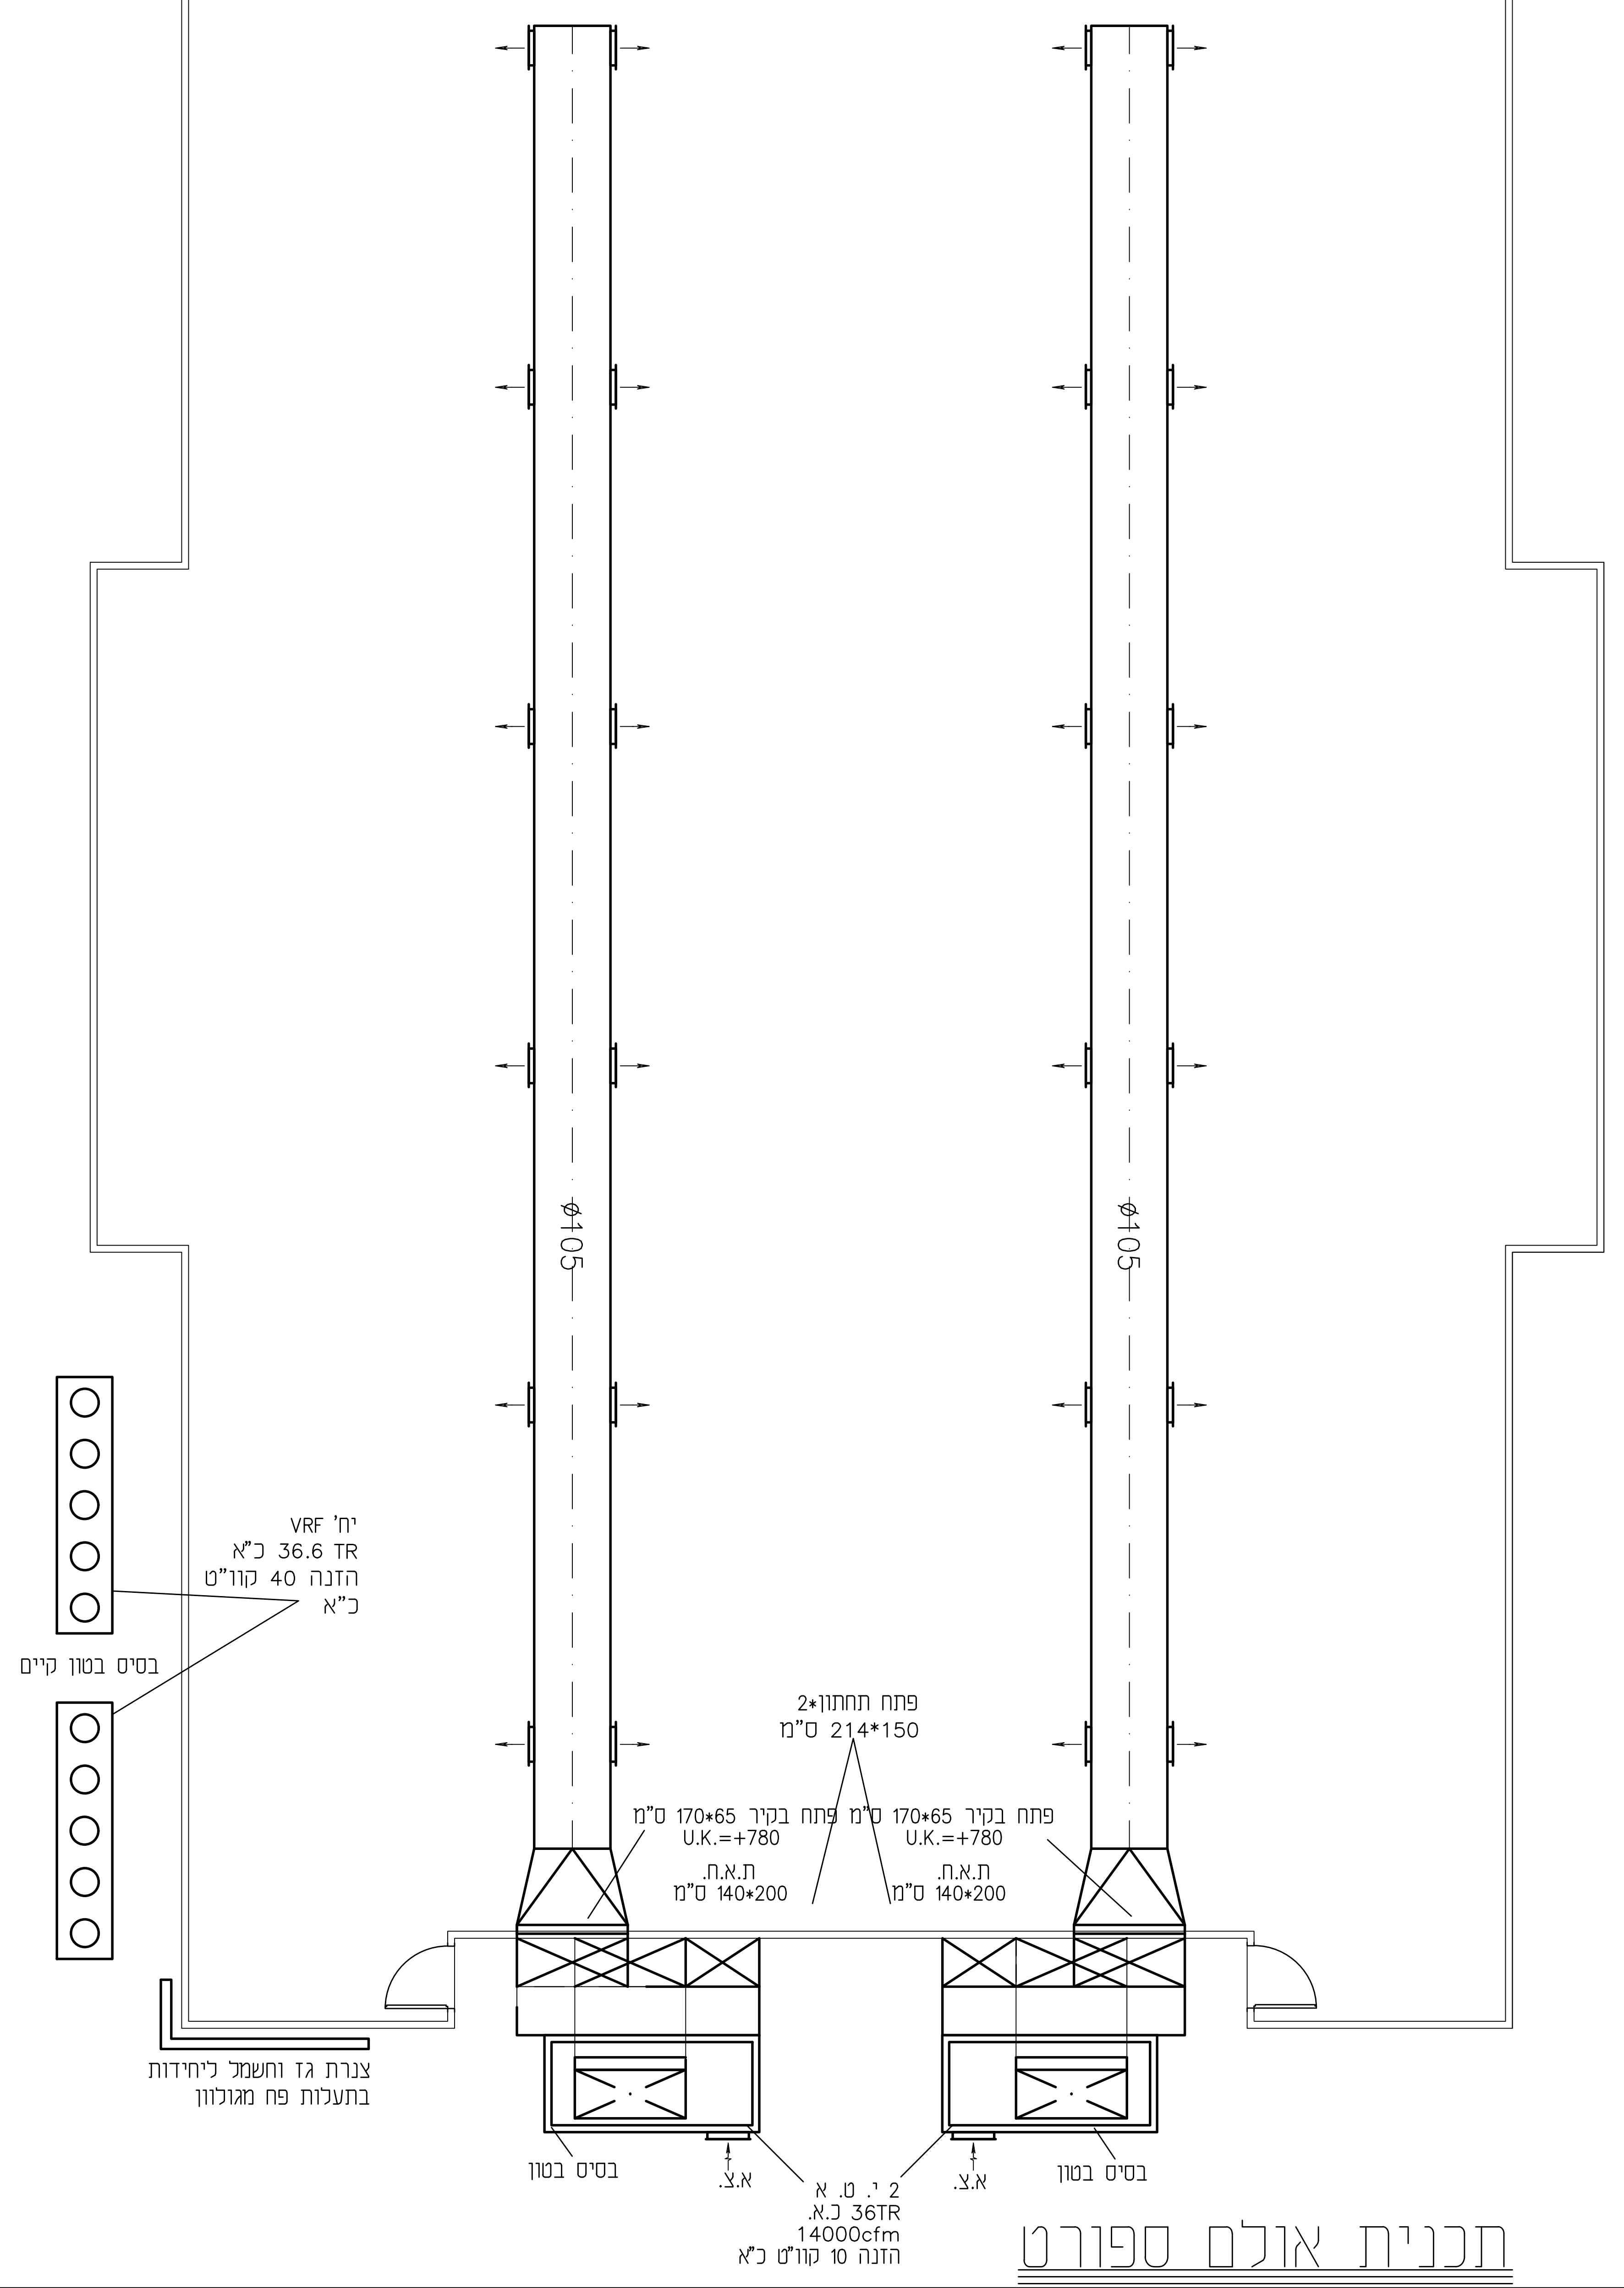 ø105
ø105
יח' VRF
36.6 TR כ"א
הזנה 40 קוו"ט
כ"א
בסיס בטון קיים
פתח תחתון*2
214*150 ס"מ
פתח בקיר 170*65 ס"מ
U.K.=+780
ת.א.ח.
140*200 ס"מ
פתח בקיר 170*65 ס"מ
U.K.=+780
ת.א.ח.
140*200 ס"מ
צנרת גז וחשמל ליחידות
בתעלות פח מגולוון
בסיס בטון
א.צ.
א.צ.
בסיס בטון
2 י. ט. א
36TR כ.א.
14000cfm
הזנה 10 קוו"ט כ"א
תכנית אולם ספורט